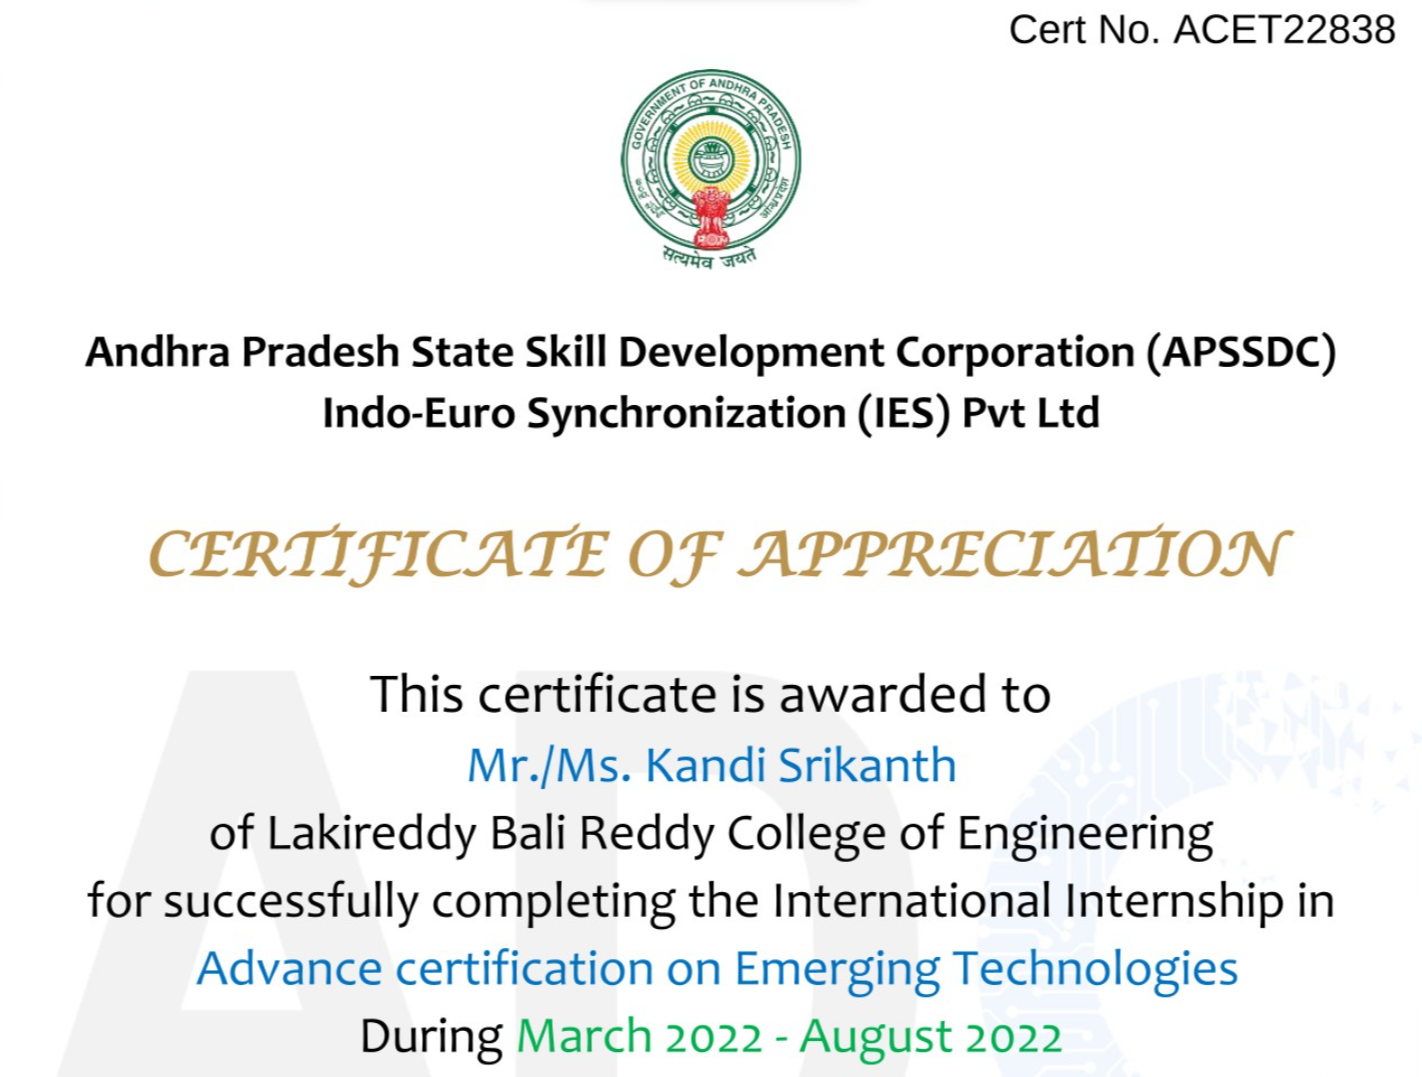 Cert No. ACET22838
GOVERNMENT OF ANDHRA PRADESH
सत्यमेव जयते
Andhra Pradesh State Skill Development Corporation (APSSDC)
Indo-Euro Synchronization (IES) Pvt Ltd
CERTIFICATE OF APPRECIATION
This certificate is awarded to
Mr./Ms. Kandi Srikanth
of Lakireddy Bali Reddy College of Engineering
for successfully completing the International Internship in
Advance certification on Emerging Technologies
During March 2022 - August 2022